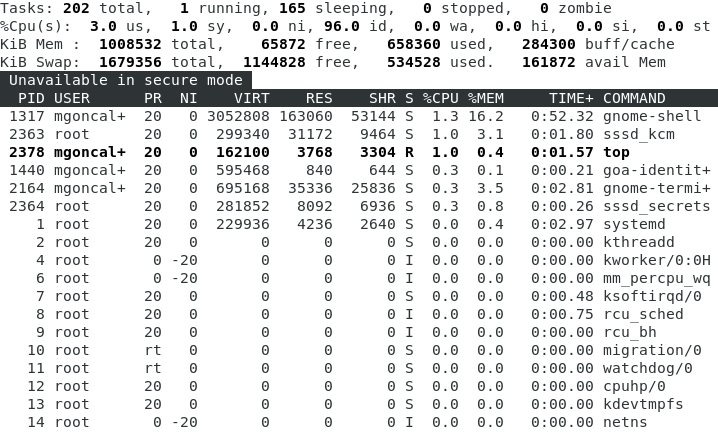 Tasks: 202 total,   1 running, 165 sleeping,   0 stopped,   0 zombie
%Cpu(s):  3.0 us,  1.0 sy,  0.0 ni, 96.0 id,  0.0 wa,  0.0 hi,  0.0 si,  0.0 st
KiB Mem :  1008532 total,    65872 free,   658360 used,   284300 buff/cache
KiB Swap:  1679356 total,  1144828 free,   534528 used.   161872 avail Mem
 Unavailable in secure mode
  PID USER      PR  NI    VIRT    RES    SHR S %CPU %MEM     TIME+ COMMAND
 1317 mgoncal+  20   0 3052808 163060  53144 S  1.3 16.2   0:52.32 gnome-shell
 2363 root      20   0  299340  31172   9464 S  1.0  3.1   0:01.80 sssd_kcm
 2378 mgoncal+  20   0  162100   3768   3304 R  1.0  0.4   0:01.57 top
 1440 mgoncal+  20   0  595468    840    644 S  0.3  0.1   0:00.21 goa-identit+
 2164 mgoncal+  20   0  695168  35336  25836 S  0.3  3.5   0:02.81 gnome-termi+
 2364 root      20   0  281852   8092   6936 S  0.3  0.8   0:00.26 sssd_secrets
    1 root      20   0  229936   4236   2640 S  0.0  0.4   0:02.97 systemd
    2 root      20   0       0      0      0 S  0.0  0.0   0:00.00 kthreadd
    4 root       0 -20       0      0      0 I  0.0  0.0   0:00.00 kworker/0:0H
    6 root       0 -20       0      0      0 I  0.0  0.0   0:00.00 mm_percpu_wq
    7 root      20   0       0      0      0 S  0.0  0.0   0:00.48 ksoftirqd/0
    8 root      20   0       0      0      0 I  0.0  0.0   0:00.75 rcu_sched
    9 root      20   0       0      0      0 I  0.0  0.0   0:00.00 rcu_bh
   10 root      rt   0       0      0      0 S  0.0  0.0   0:00.00 migration/0
   11 root      rt   0       0      0      0 S  0.0  0.0   0:00.00 watchdog/0
   12 root      20   0       0      0      0 S  0.0  0.0   0:00.00 cpuhp/0
   13 root      20   0       0      0      0 S  0.0  0.0   0:00.00 kdevtmpfs
   14 root       0 -20       0      0      0 I  0.0  0.0   0:00.00 netns